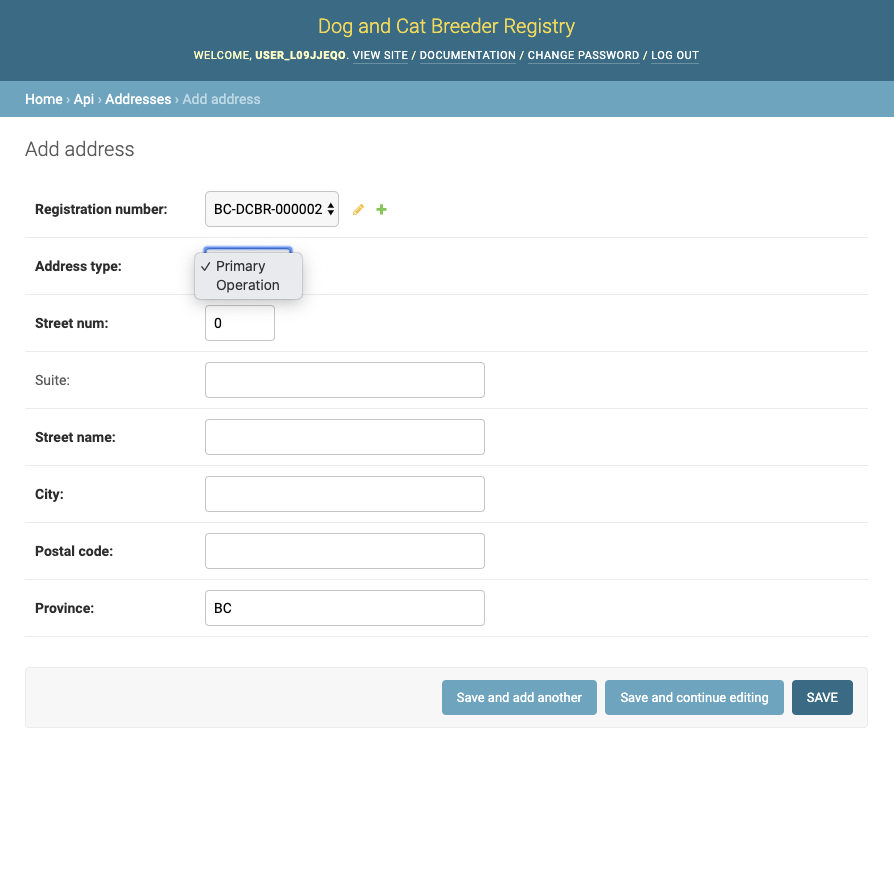 Dog and Cat Breeder Registry
WELCOME, USER_L09JJEQO. VIEW SITE / DOCUMENTATION / CHANGE PASSWORD / LOG OUT
Home › Api › Addresses › Add address
Add address
Registration number: BC-DCBR-000002
Address type: ✓ Primary
Operation
Street num: 0
Suite:
Street name:
City:
Postal code:
Province: BC
Save and add another Save and continue editing SAVE